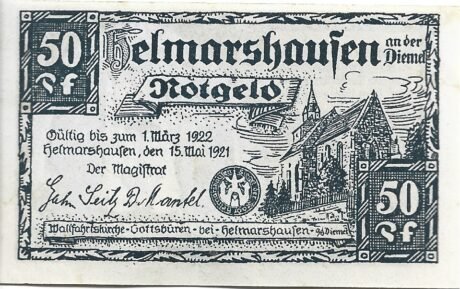 50
Pf
Helmarshausen
an der
Diemel
Notgeld
Gültig bis zum 1. März 1922
Helmarshausen, den 15. Mai 1921
Der Magistrat
50
Pf
Wallfahrtskirche - Gottsbüren - bei - Helmarshausen -